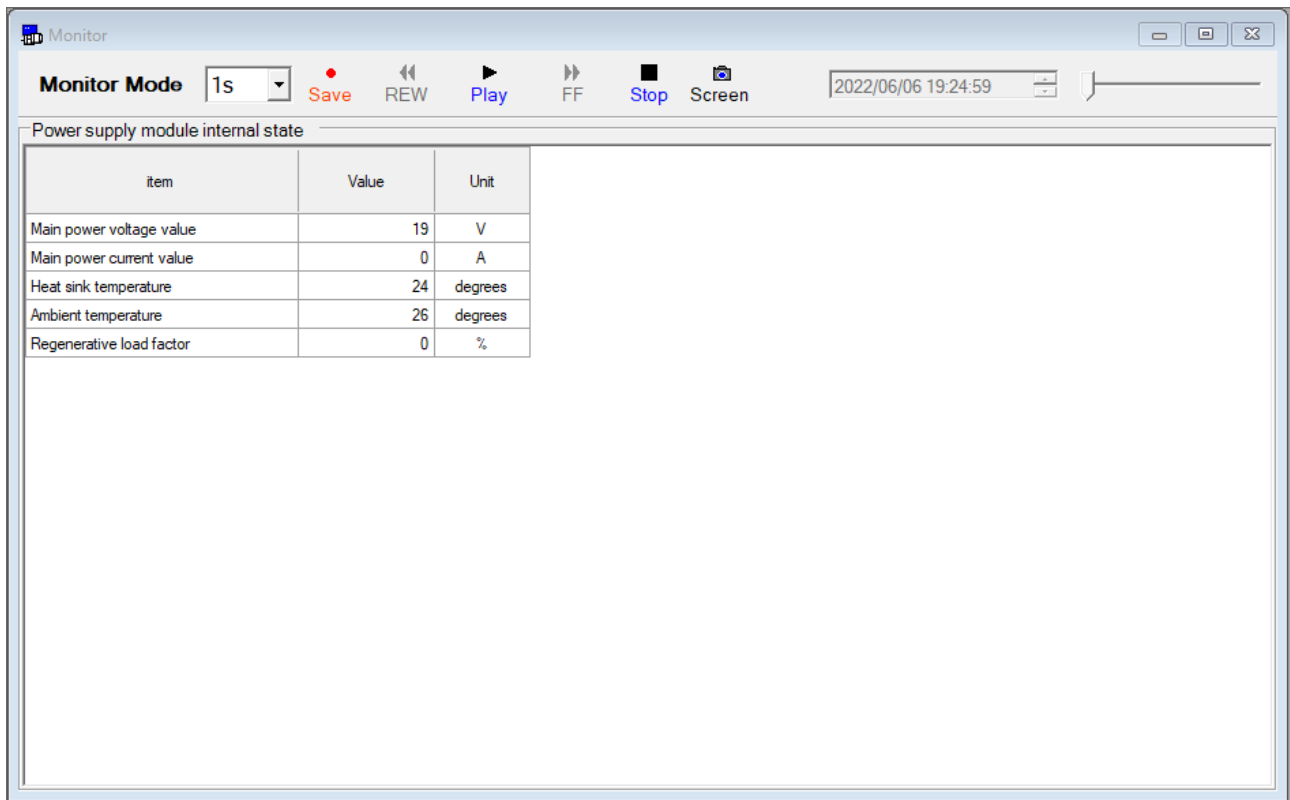 Monitor
Monitor Mode 1s Save REW Play FF Stop Screen 2022/06/06 19:24:59
Power supply module internal state
item Value Unit
Main power voltage value 19 V
Main power current value 0 A
Heat sink temperature 24 degrees
Ambient temperature 26 degrees
Regenerative load factor 0 %